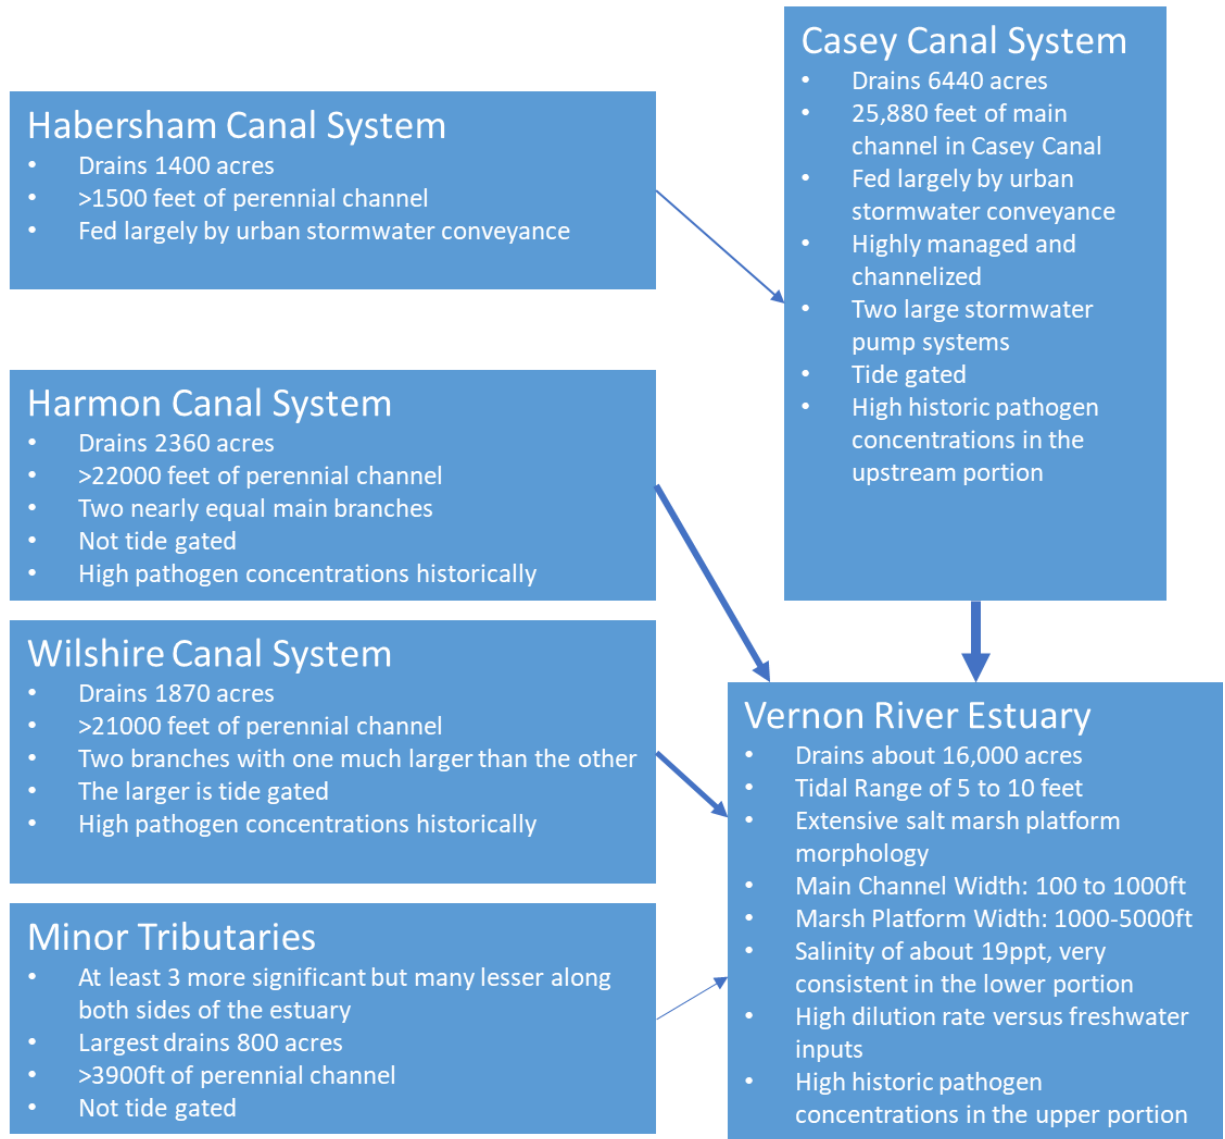 Habersham Canal System
• Drains 1400 acres
• >1500 feet of perennial channel
• Fed largely by urban stormwater conveyance
Casey Canal System
• Drains 6440 acres
• 25,880 feet of main
channel in Casey Canal
• Fed largely by urban
stormwater conveyance
• Highly managed and
channelized
• Two large stormwater
pump systems
• Tide gated
• High historic pathogen
concentrations in the
upstream portion
Harmon Canal System
• Drains 2360 acres
• >22000 feet of perennial channel
• Two nearly equal main branches
• Not tide gated
• High pathogen concentrations historically
Wilshire Canal System
• Drains 1870 acres
• >21000 feet of perennial channel
• Two branches with one much larger than the other
• The larger is tide gated
• High pathogen concentrations historically
Minor Tributaries
• At least 3 more significant but many lesser along
both sides of the estuary
• Largest drains 800 acres
• >3900ft of perennial channel
• Not tide gated
Vernon River Estuary
• Drains about 16,000 acres
• Tidal Range of 5 to 10 feet
• Extensive salt marsh platform
morphology
• Main Channel Width: 100 to 1000ft
• Marsh Platform Width: 1000-5000ft
• Salinity of about 19ppt, very
consistent in the lower portion
• High dilution rate versus freshwater
inputs
• High historic pathogen
concentrations in the upper portion